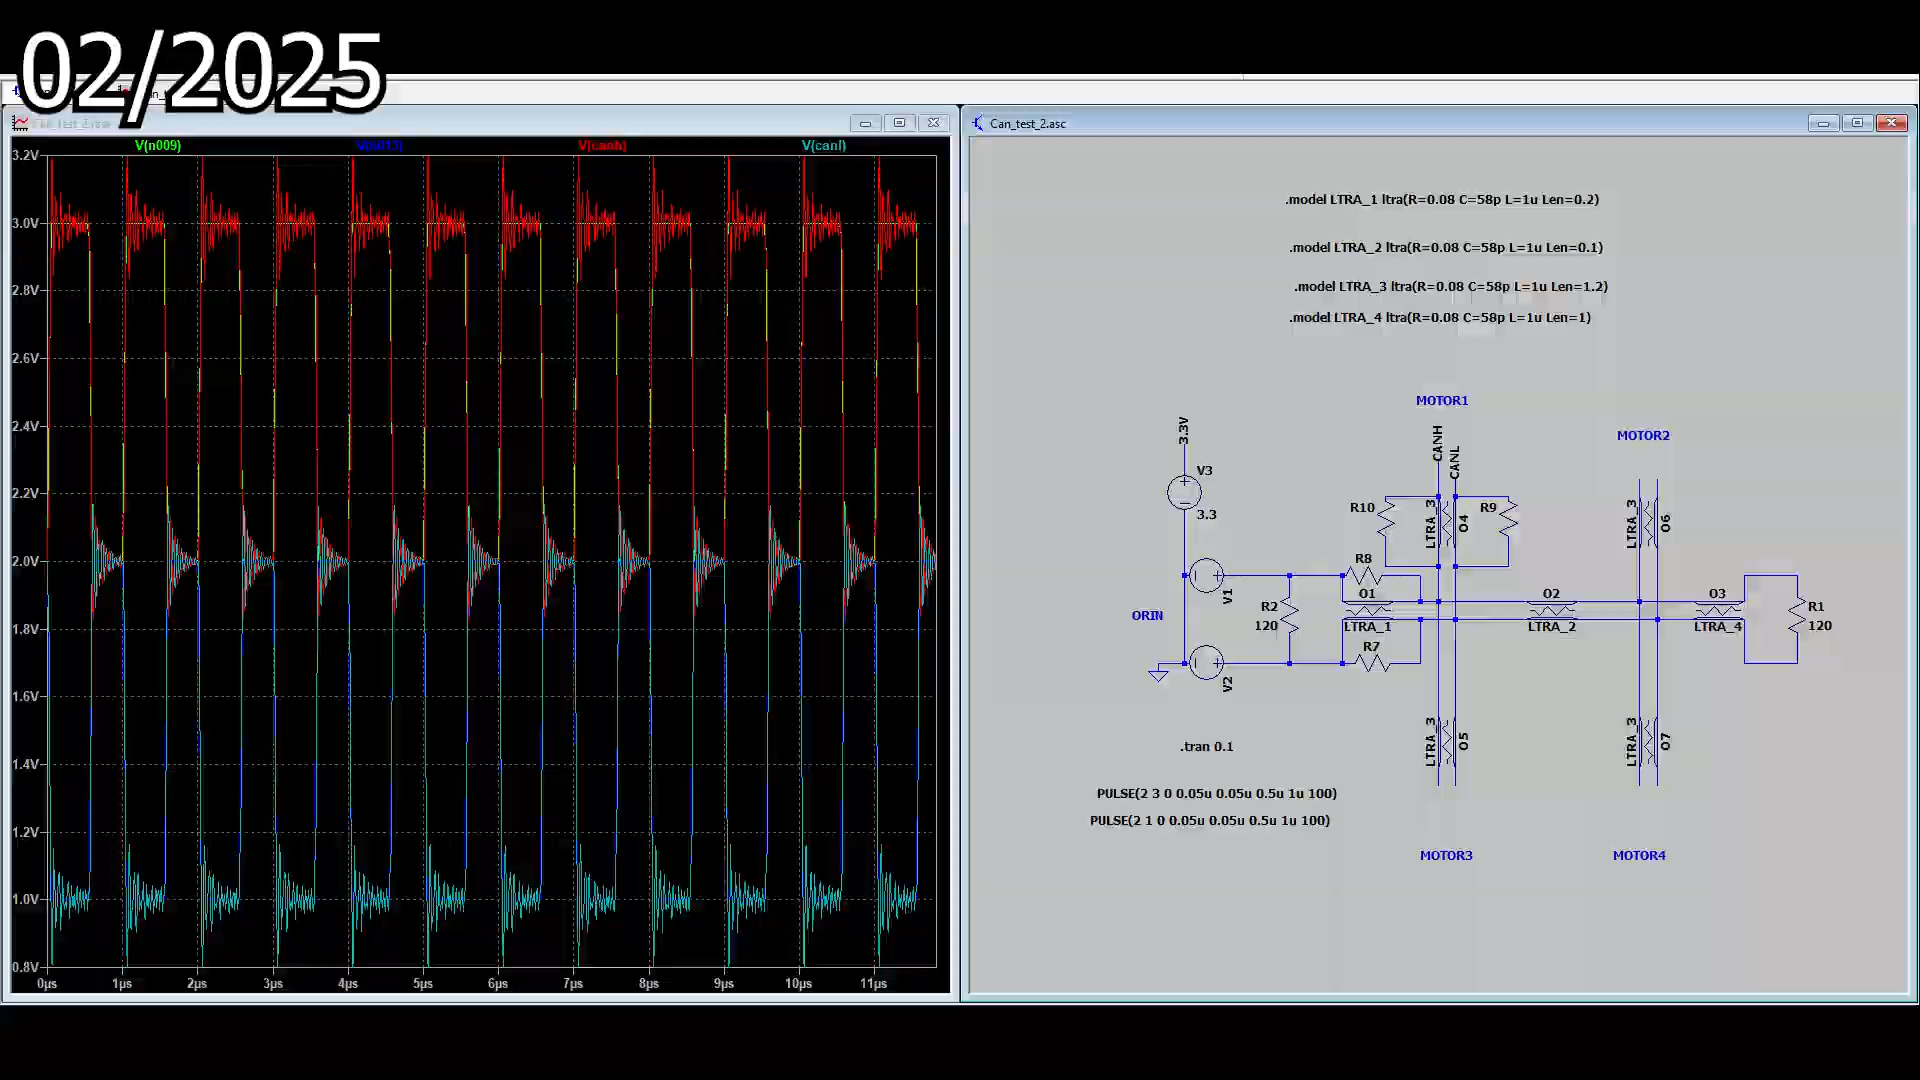 02/2025
Can_test_2.asc
V(n009)
V(n013)
V(canh)
V(canl)
3.2V
3.0V
2.8V
2.6V
2.4V
2.2V
2.0V
1.8V
1.6V
1.4V
1.2V
1.0V
0.8V
0µs 1µs 2µs 3µs 4µs 5µs 6µs 7µs 8µs 9µs 10µs 11µs
.model LTRA_1 ltra(R=0.08 C=58p L=1u Len=0.2)
.model LTRA_2 ltra(R=0.08 C=58p L=1u Len=0.1)
.model LTRA_3 ltra(R=0.08 C=58p L=1u Len=1.2)
.model LTRA_4 ltra(R=0.08 C=58p L=1u Len=1)
MOTOR1
MOTOR2
3.3V
CANH
CANL
V3
3.3
R10
LTRA_3
O4
R9
LTRA_3
O6
R8
V1
O1
O2
O3
R2
120
R1
120
ORIN
LTRA_1
LTRA_2
LTRA_4
R7
V2
LTRA_3
O5
LTRA_3
O7
.tran 0.1
PULSE(2 3 0 0.05u 0.05u 0.5u 1u 100)
PULSE(2 1 0 0.05u 0.05u 0.5u 1u 100)
MOTOR3
MOTOR4